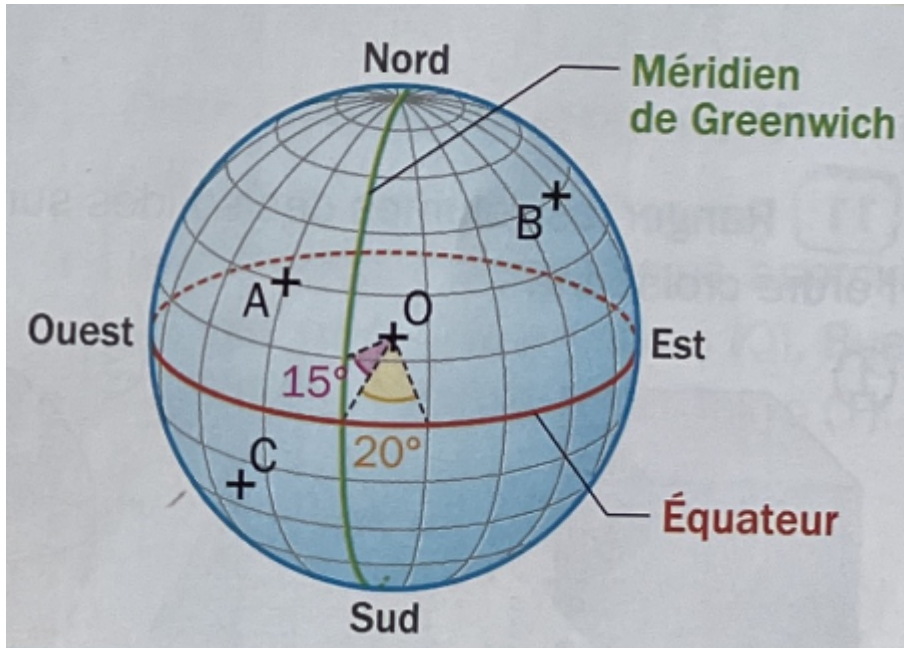 Nord
Méridien
de Greenwich
B
A
O
Ouest
Est
15°
C
20°
Équateur
Sud